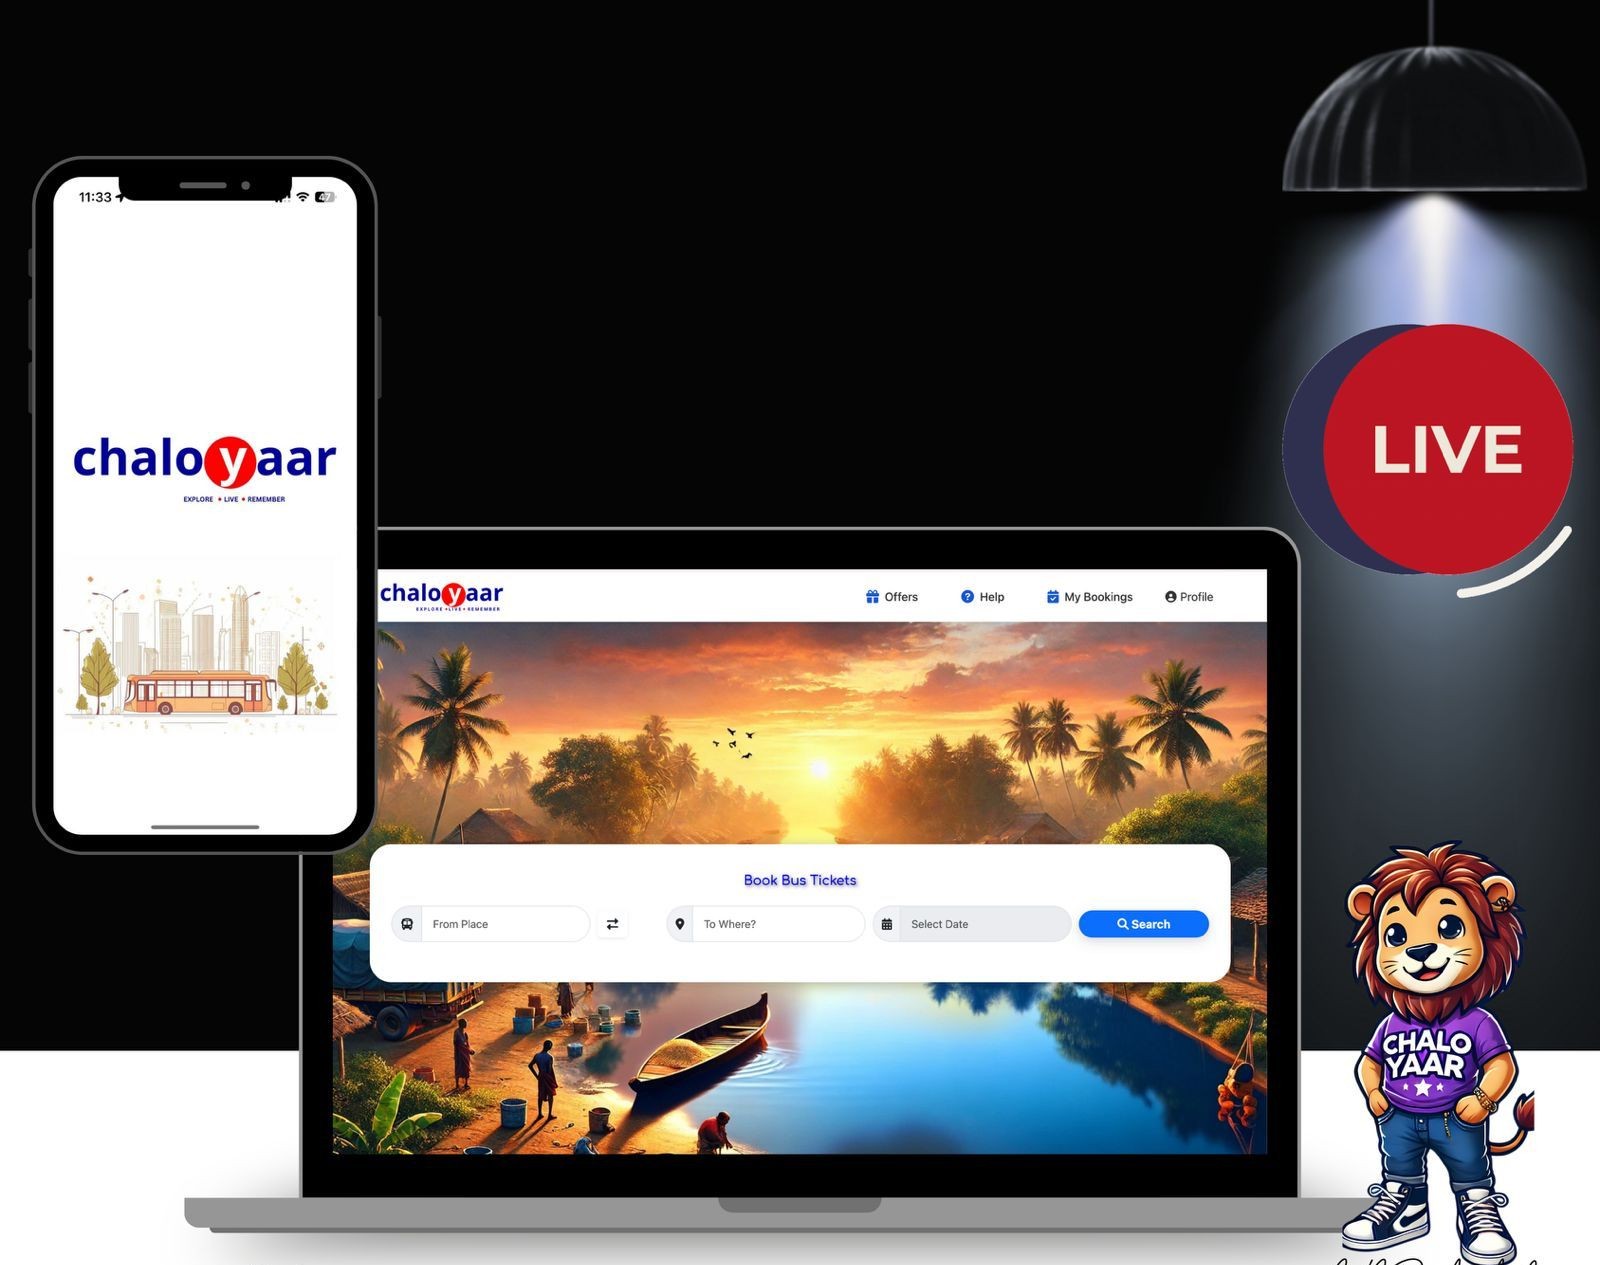 11:33
47
chaloyaar
EXPLORE • LIVE • REMEMBER
LIVE
chaloyaar
EXPLORE • LIVE • REMEMBER
Offers
Help
My Bookings
Profile
Book Bus Tickets
From Place
To Where?
Select Date
Search
CHALO
YAAR